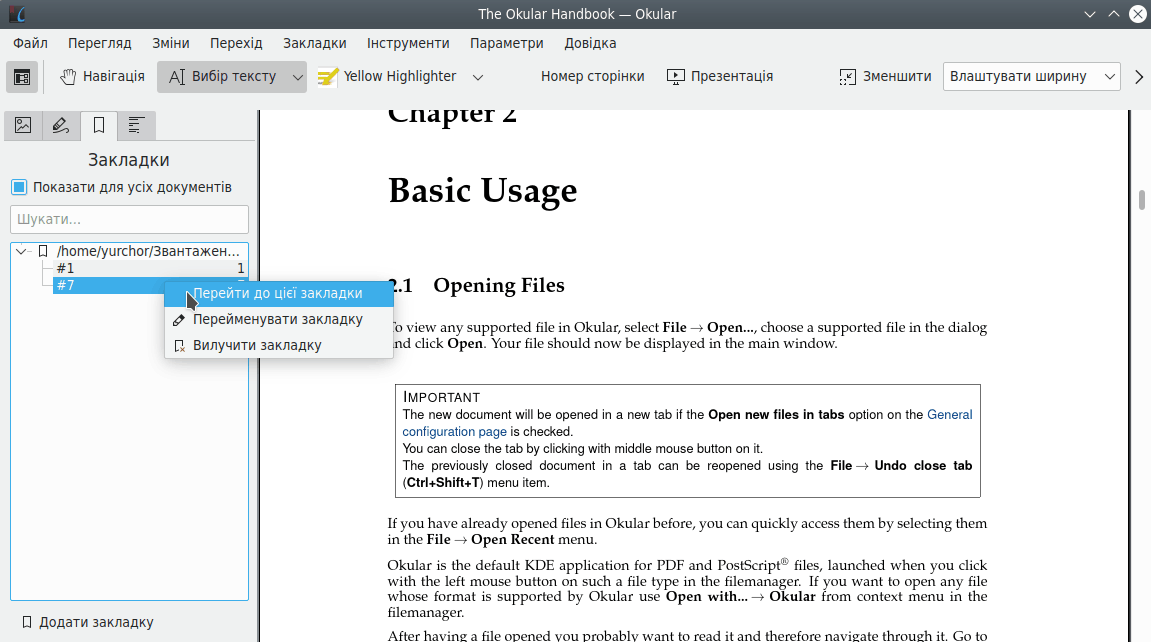 The Okular Handbook — Okular
Файл Перегляд Зміни Перехід Закладки Інструменти Параметри Довідка
Навігація Вибір тексту Yellow Highlighter Номер сторінки Презентація Зменшити Влаштувати ширину
Закладки
Показати для усіх документів
Шукати...
/home/yurchor/Звантажен...
#1 1
#7
Перейти до цієї закладки
Перейменувати закладку
Вилучити закладку
Додати закладку
Chapter 2
Basic Usage
2.1 Opening Files
To view any supported file in Okular, select File → Open..., choose a supported file in the dialog
and click Open. Your file should now be displayed in the main window.
IMPORTANT
The new document will be opened in a new tab if the Open new files in tabs option on the General
configuration page is checked.
You can close the tab by clicking with middle mouse button on it.
The previously closed document in a tab can be reopened using the File → Undo close tab
(Ctrl+Shift+T) menu item.
If you have already opened files in Okular before, you can quickly access them by selecting them
in the File → Open Recent menu.
Okular is the default KDE application for PDF and PostScript® files, launched when you click
with the left mouse button on such a file type in the filemanager. If you want to open any file
whose format is supported by Okular use Open with... → Okular from context menu in the
filemanager.
After having a file opened you probably want to read it and therefore navigate through it. Go to